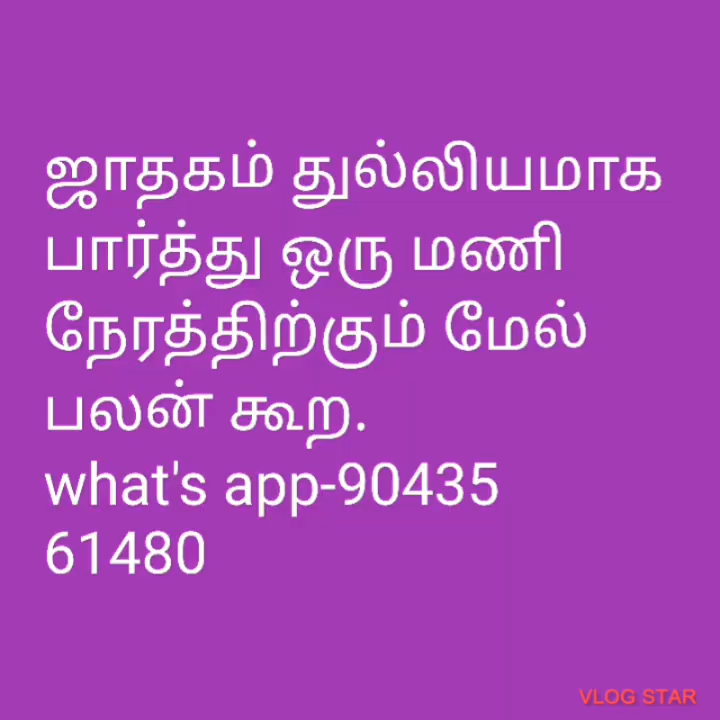 ஜாதகம் துல்லியமாக
பார்த்து ஒரு மணி
நேரத்திற்கும் மேல்
பலன் கூற.
what's app-90435
61480
VLOG STAR